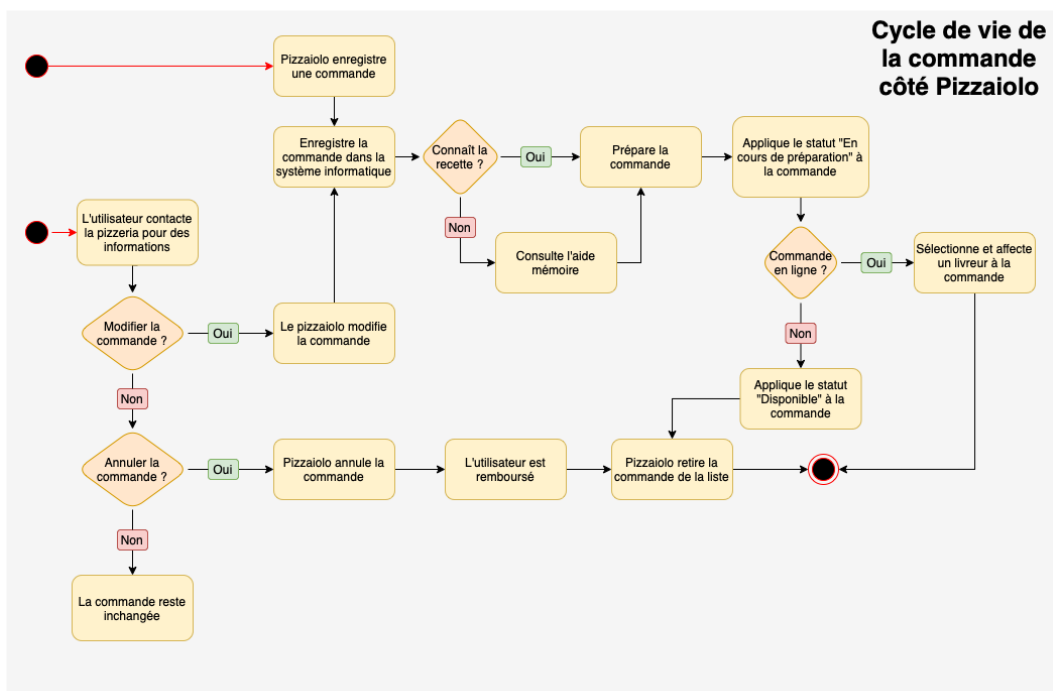 Cycle de vie de
la commande
côté Pizzaiolo
Pizzaiolo enregistre
une commande
Enregistre la
commande dans la
système informatique
Connaît la
recette ?
Oui
Prépare la
commande
Applique le statut "En
cours de préparation" à
la commande
Non
Consulte l'aide
mémoire
L'utilisateur contacte
la pizzeria pour des
informations
Commande
en ligne ?
Oui
Sélectionne et affecte
un livreur à la
commande
Modifier la
commande ?
Oui
Le pizzaiolo modifie
la commande
Non
Applique le statut
"Disponible" à la
commande
Non
Annuler la
commande ?
Oui
Pizzaiolo annule la
commande
L'utilisateur est
remboursé
Pizzaiolo retire la
commande de la liste
Non
La commande reste
inchangée